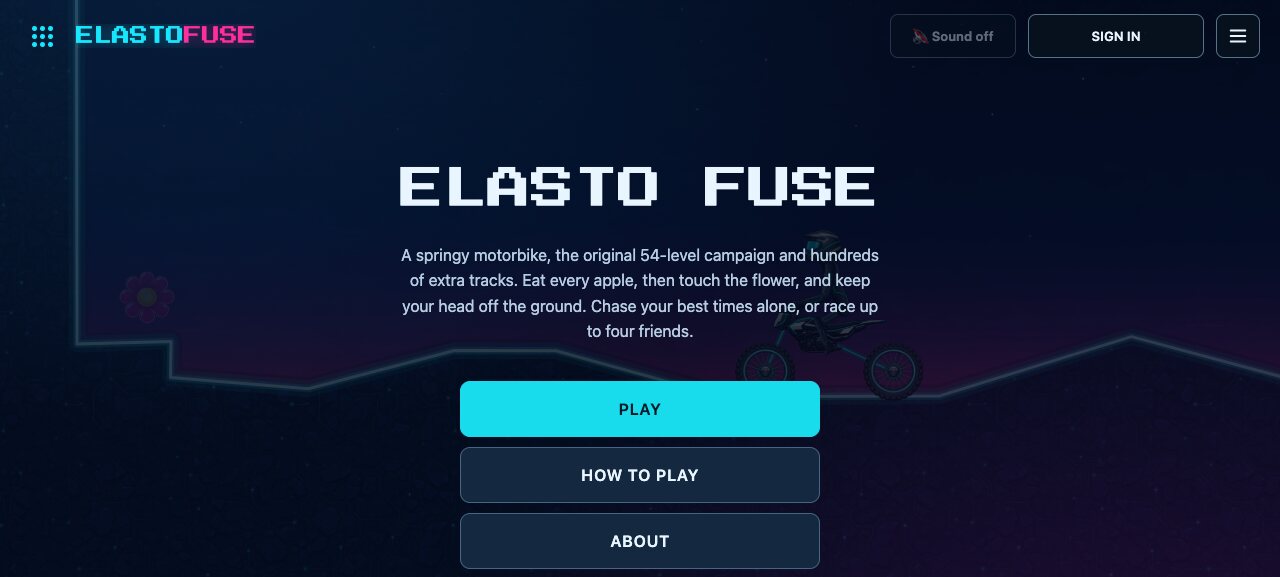 ELASTOFUSE
Sound off
SIGN IN
ELASTO FUSE
A springy motorbike, the original 54-level campaign and hundreds
of extra tracks. Eat every apple, then touch the flower, and keep
your head off the ground. Chase your best times alone, or race up
to four friends.
PLAY
HOW TO PLAY
ABOUT